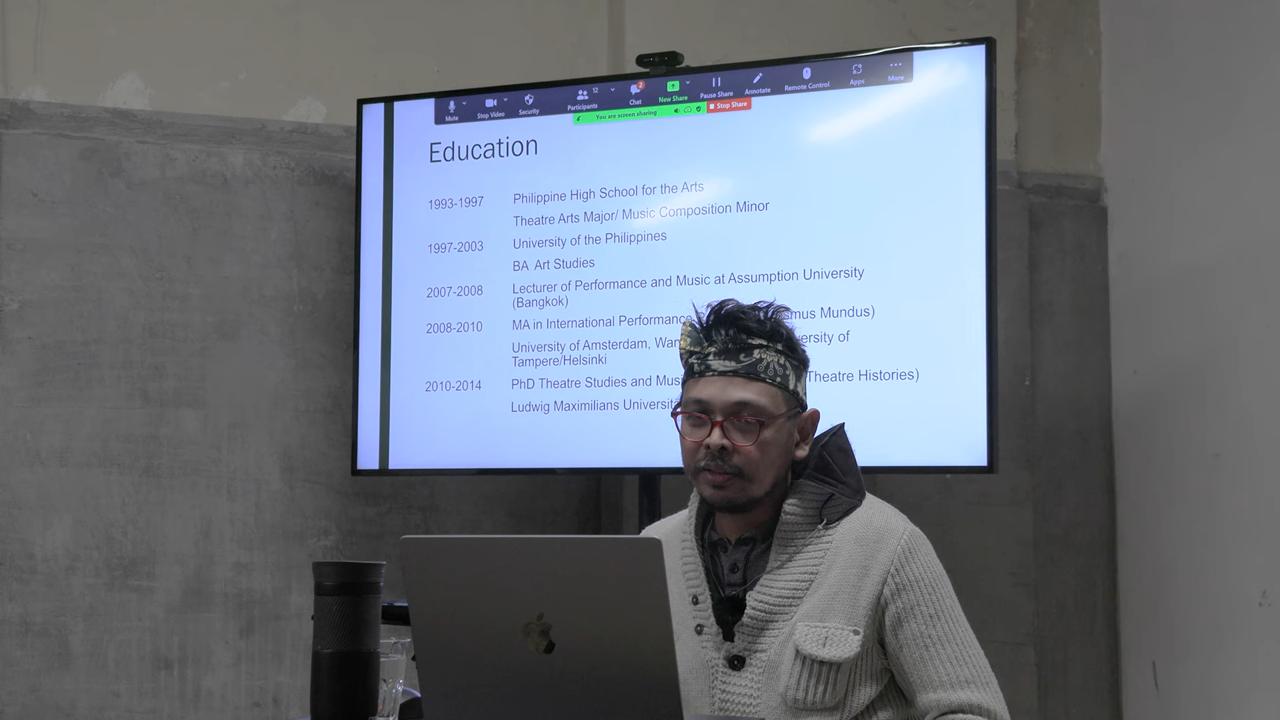 Mute
Stop Video
Security
Participants
12
Chat
2
New Share
Pause Share
Annotate
Remote Control
Apps
More
You are screen sharing
Stop Share
Education
1993-1997 Philippine High School for the Arts
Theatre Arts Major/ Music Composition Minor
1997-2003 University of the Philippines
BA Art Studies
2007-2008 Lecturer of Performance and Music at Assumption University
(Bangkok)
2008-2010 MA in International Performance smus Mundus)
University of Amsterdam, ersity of
Tampere/Helsinki
2010-2014 PhD Theatre Studies and Theatre Histories)
Ludwig Maximilians